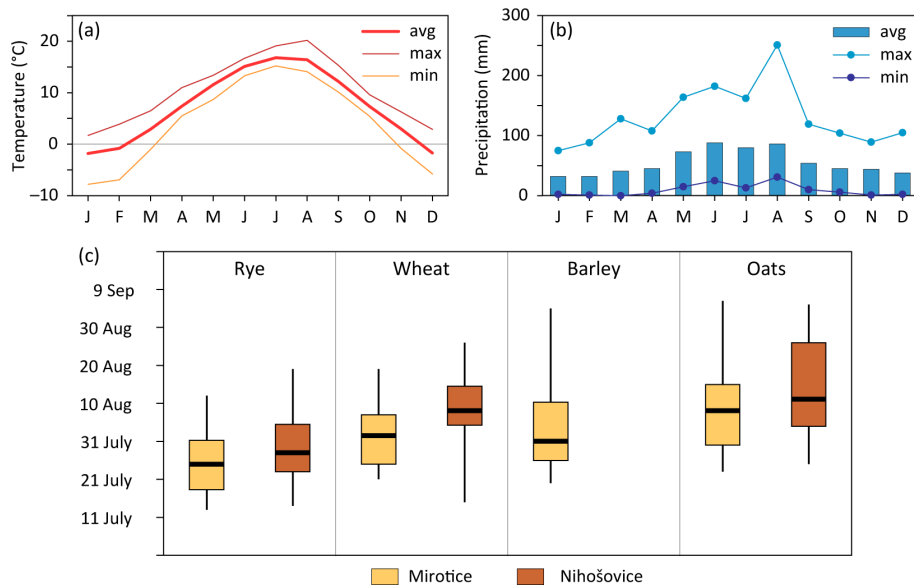 (a)
avg
max
min
Temperature (°C)
20
10
0
−10
J F M A M J J A S O N D
(b)
avg
max
min
Precipitation (mm)
300
200
100
0
J F M A M J J A S O N D
(c)
Rye Wheat Barley Oats
9 Sep
30 Aug
20 Aug
10 Aug
31 July
21 July
11 July
Mirotice Nihošovice